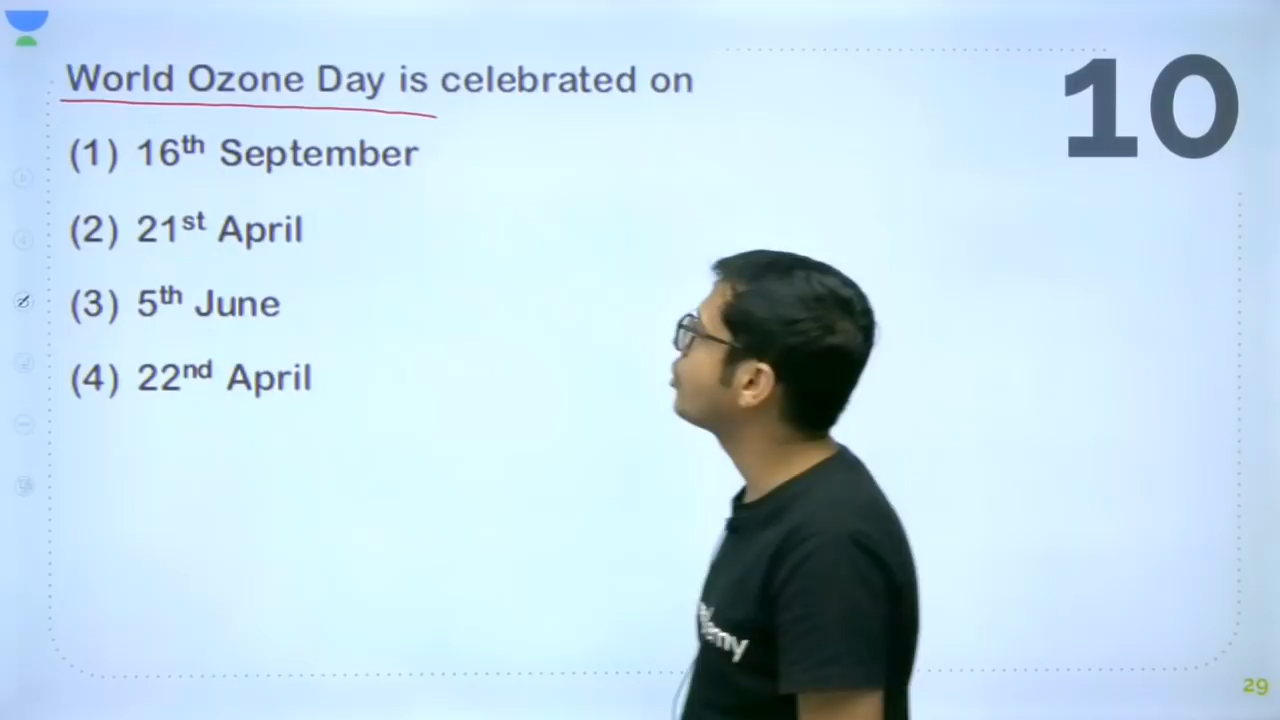 World Ozone Day is celebrated on
10
(1) 16th September
(2) 21st April
(3) 5th June
(4) 22nd April
29